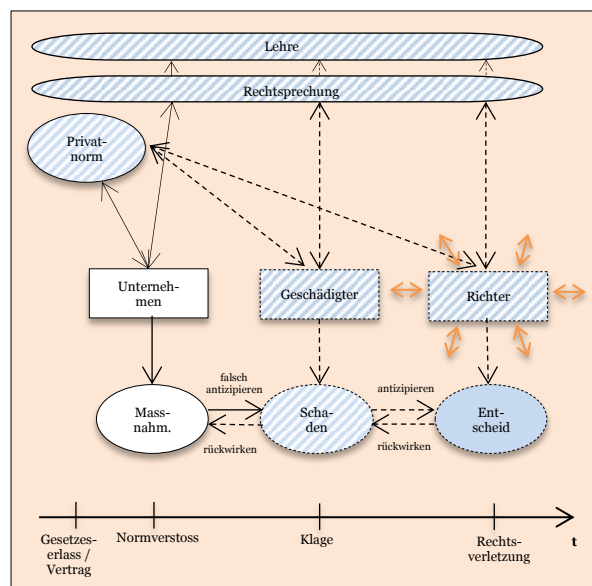 Lehre
Rechtsprechung
Privat-
norm
Unterneh-
men
Geschädigter
Richter
falsch
antizipieren
antizipieren
Mass-
nahm.
Scha-
den
Ent-
scheid
rückwirken
rückwirken
Gesetzes-
erlass /
Vertrag
Normverstoss
Klage
Rechts-
verletzung
t